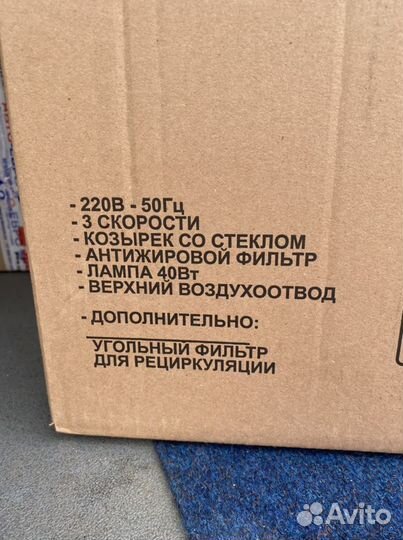 - 220В - 50Гц
- 3 СКОРОСТИ
- КОЗЫРЕК СО СТЕКЛОМ
- АНТИЖИРОВОЙ ФИЛЬТР
- ЛАМПА 40Вт
- ВЕРХНИЙ ВОЗДУХООТВОД
- ДОПОЛНИТЕЛЬНО:
УГОЛЬНЫЙ ФИЛЬТР
ДЛЯ РЕЦИРКУЛЯЦИИ
Avito